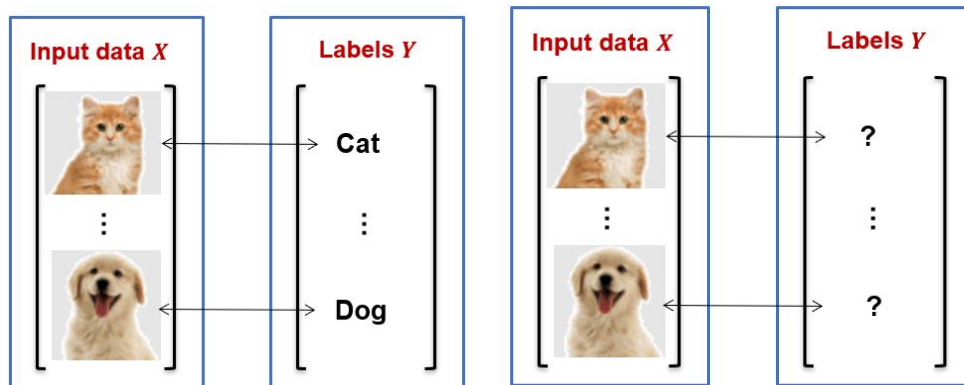 Input data X
Labels Y
Cat
⋮
⋮
Dog
Input data X
Labels Y
?
⋮
⋮
?